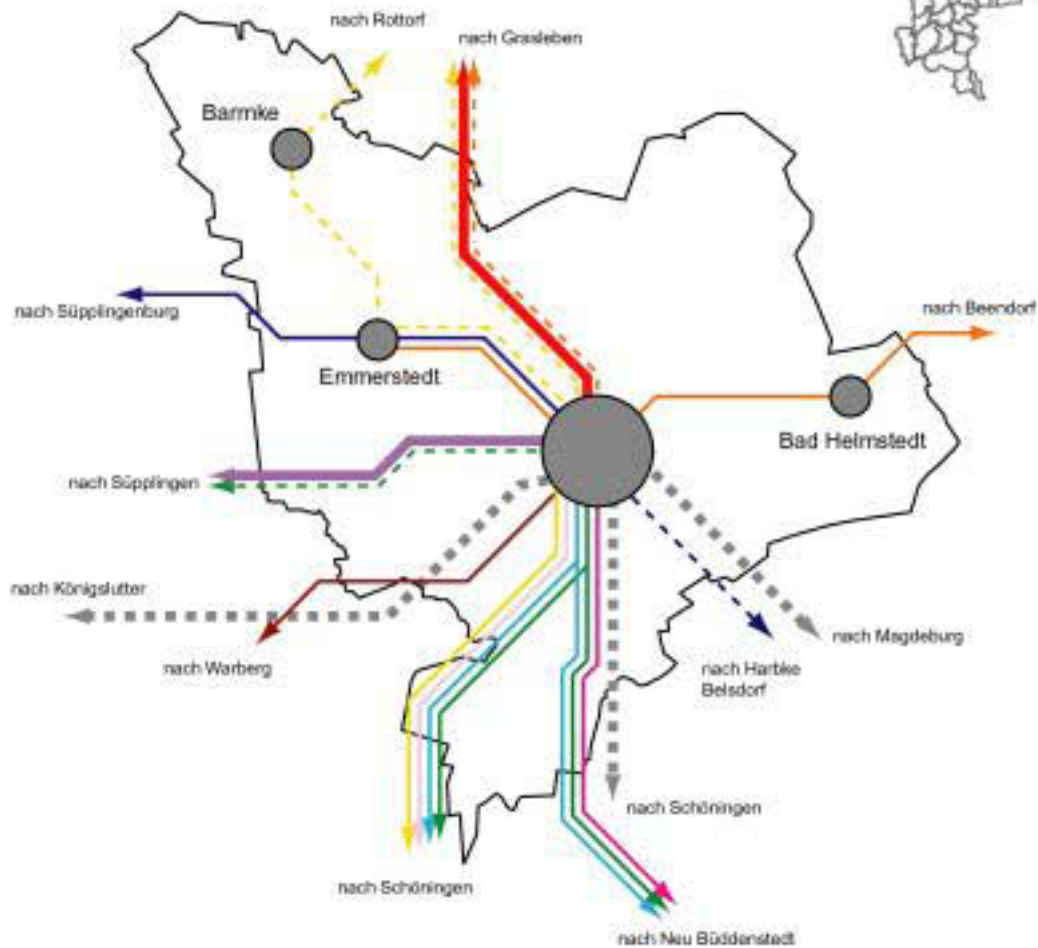 nach Rottorf
nach Grasleben
Barmke
nach Süpplingenburg
nach Beendorf
Emmerstedt
Bad Helmstedt
nach Süpplingen
nach Königslutter
nach Warberg
nach Magdeburg
nach Harbke
Belsdorf
nach Schöningen
nach Schöningen
nach Neu Büddenstedt